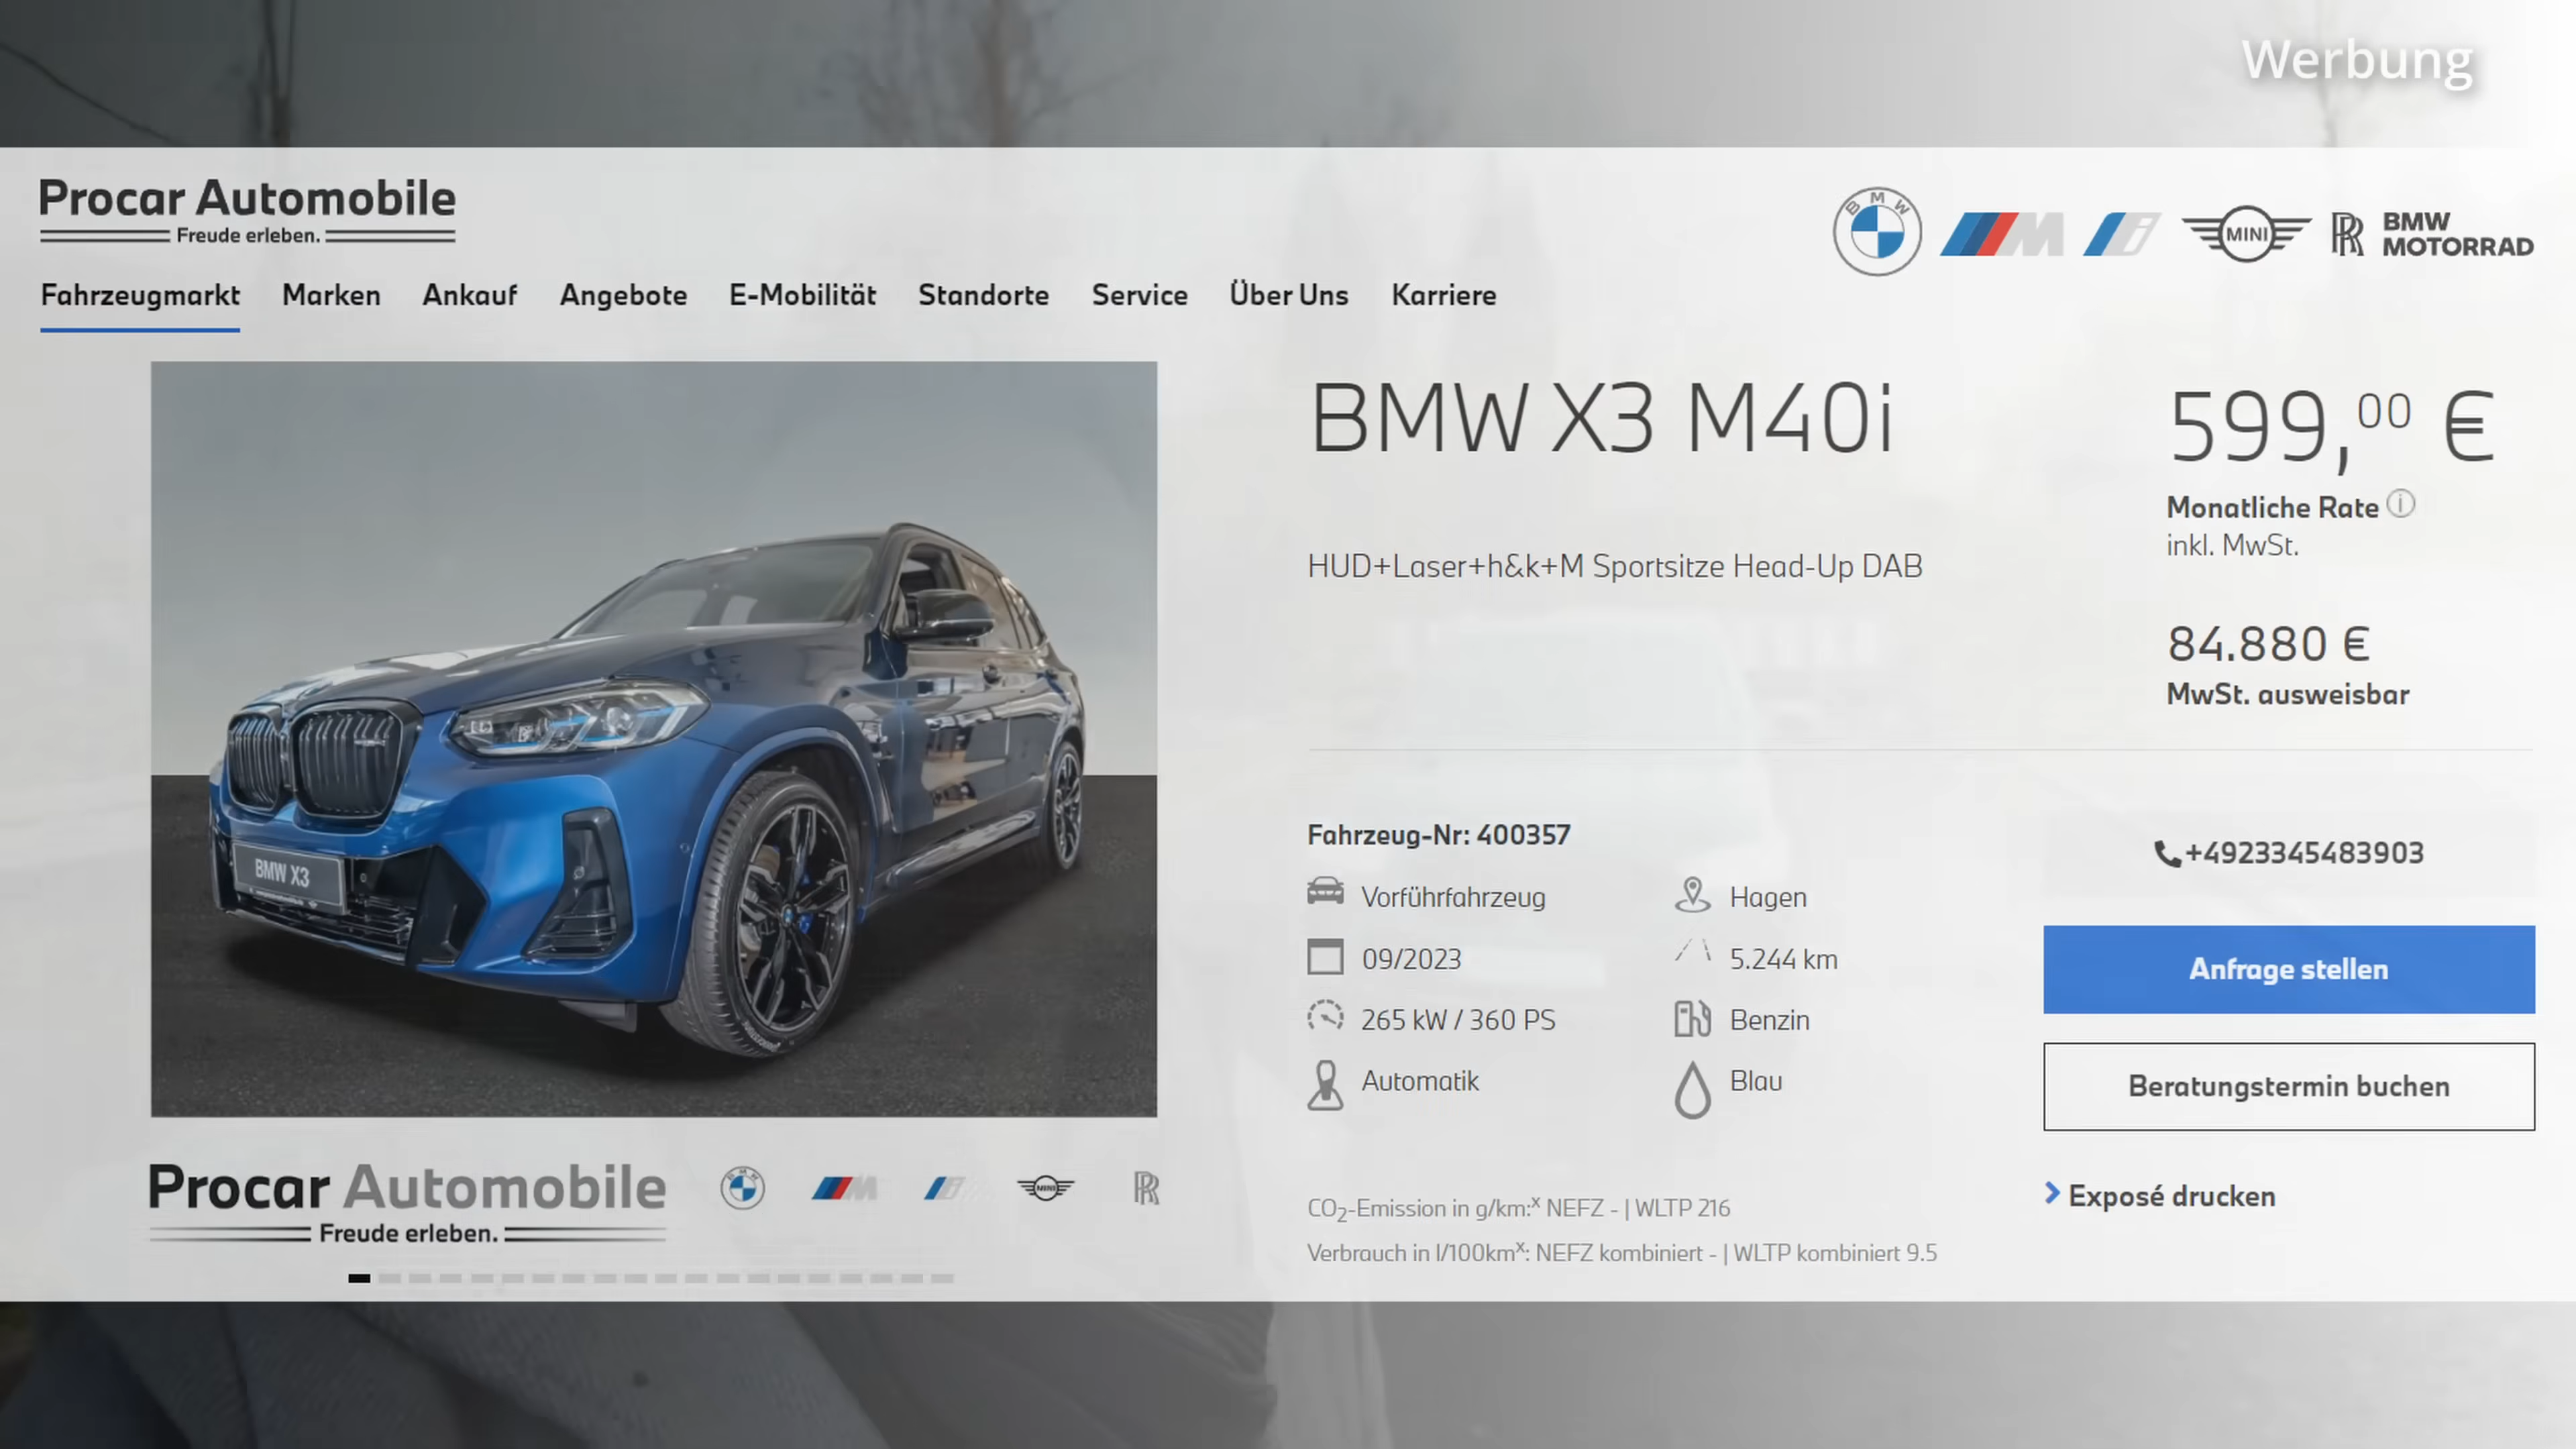 Werbung
Procar Automobile
Freude erleben.
BMW
MINI
BMW
MOTORRAD
Fahrzeugmarkt Marken Ankauf Angebote E-Mobilität Standorte Service Über Uns Karriere
BMW X3 M40i
599,00 €
Monatliche Rate
inkl. MwSt.
HUD+Laser+h&k+M Sportsitze Head-Up DAB
84.880 €
MwSt. ausweisbar
BMW X3
Fahrzeug-Nr: 400357
+4923345483903
Vorführfahrzeug Hagen
09/2023 5.244 km
Anfrage stellen
265 kW / 360 PS Benzin
Automatik Blau
Beratungstermin buchen
Procar Automobile
Freude erleben.
CO2-Emission in g/km:x NEFZ - | WLTP 216
Exposé drucken
Verbrauch in l/100kmx: NEFZ kombiniert - | WLTP kombiniert 9.5